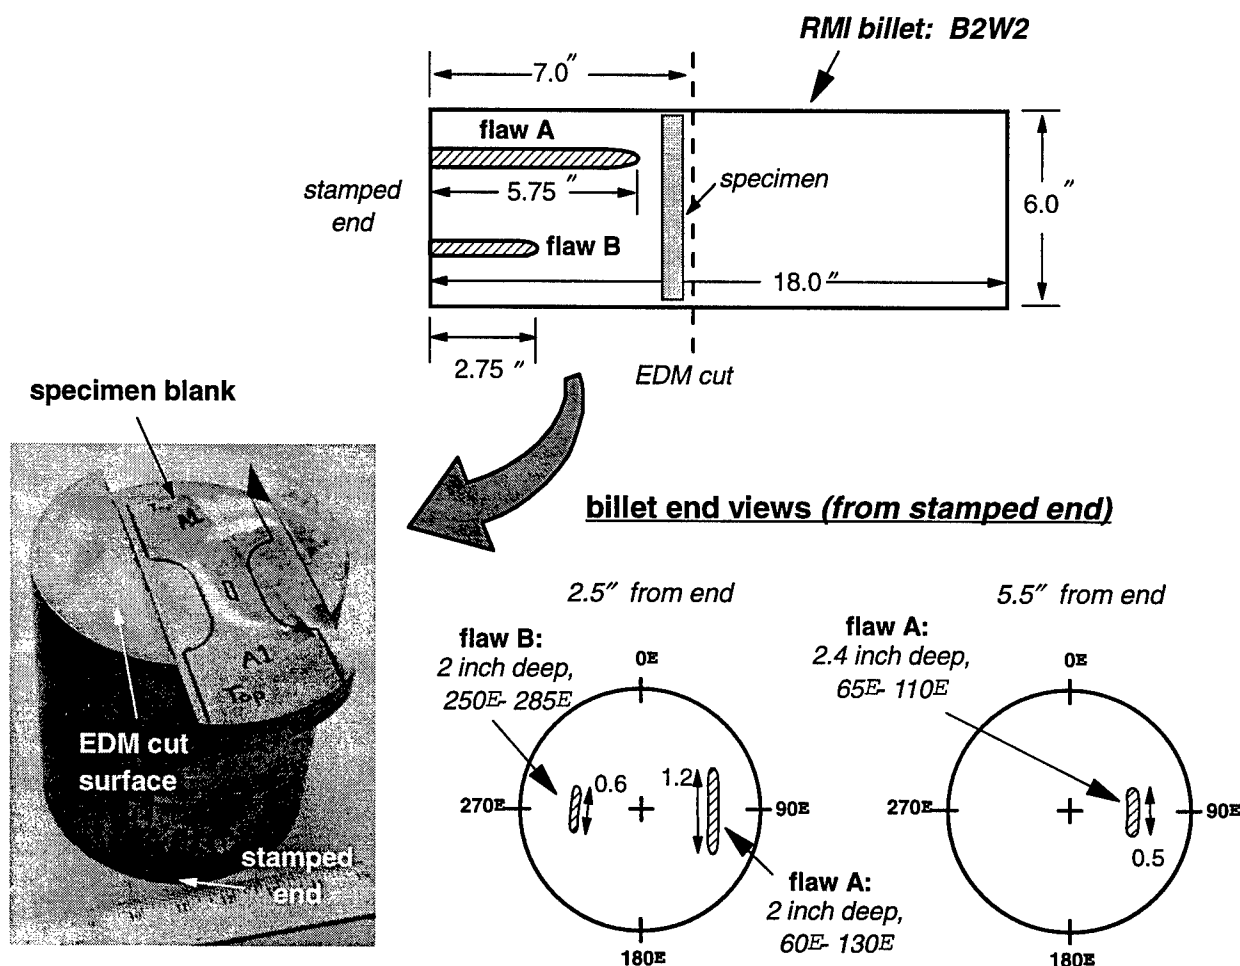 RMI billet: B2W2
7.0"
flaw A
5.75"
stamped
end
specimen
6.0"
flaw B
18.0"
2.75"
EDM cut
specimen blank
Top
A1
A1
Top
EDM cut
surface
stamped
end
billet end views (from stamped end)
2.5" from end
flaw B:
2 inch deep,
250E- 285E
0E
270E
0.6
1.2
90E
180E
flaw A:
2 inch deep,
60E- 130E
5.5" from end
flaw A:
2.4 inch deep,
65E- 110E
0E
270E
90E
0.5
180E